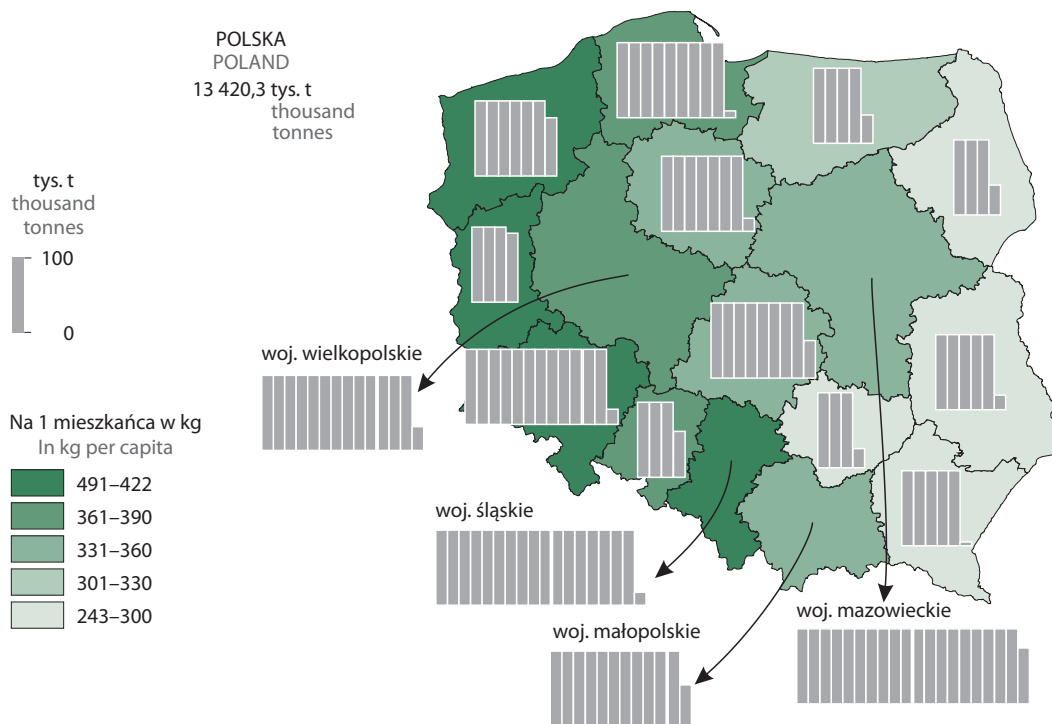 POLSKA
POLAND
13 420,3 tys. t
thousand
tonnes
tys. t
thousand
tonnes
100
0
woj. wielkopolskie
Na 1 mieszkańca w kg
In kg per capita
491–422
361–390
331–360
301–330
243–300
woj. śląskie
woj. małopolskie
woj. mazowieckie